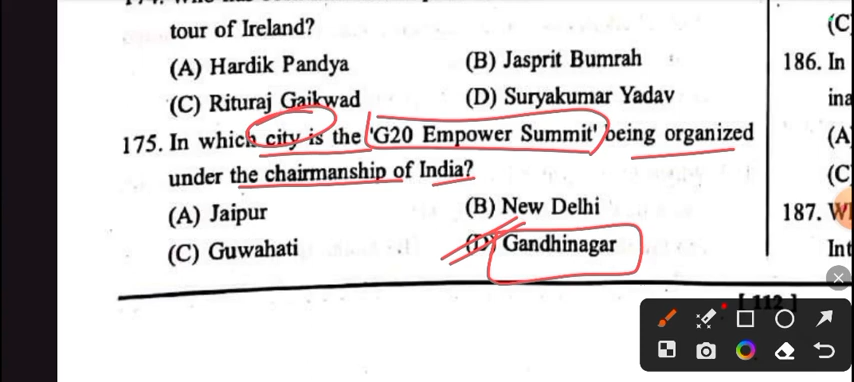 tour of Ireland?
(A) Hardik Pandya (B) Jasprit Bumrah
(C) Rituraj Gaikwad (D) Suryakumar Yadav
175. In which city is the 'G20 Empower Summit' being organized
under the chairmanship of India?
(A) Jaipur (B) New Delhi
(C) Guwahati (D) Gandhinagar
[ 112 ]
(C
186. In
ina
(A
(C
187.
Int